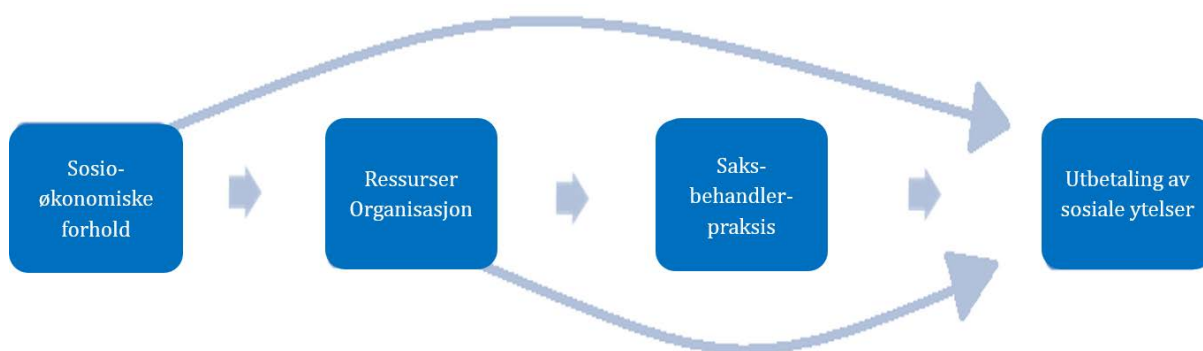 Sosio-
økonomiske
forhold
Ressurser
Organisasjon
Saks-
behandler-
praksis
Utbetaling av
sosiale ytelser